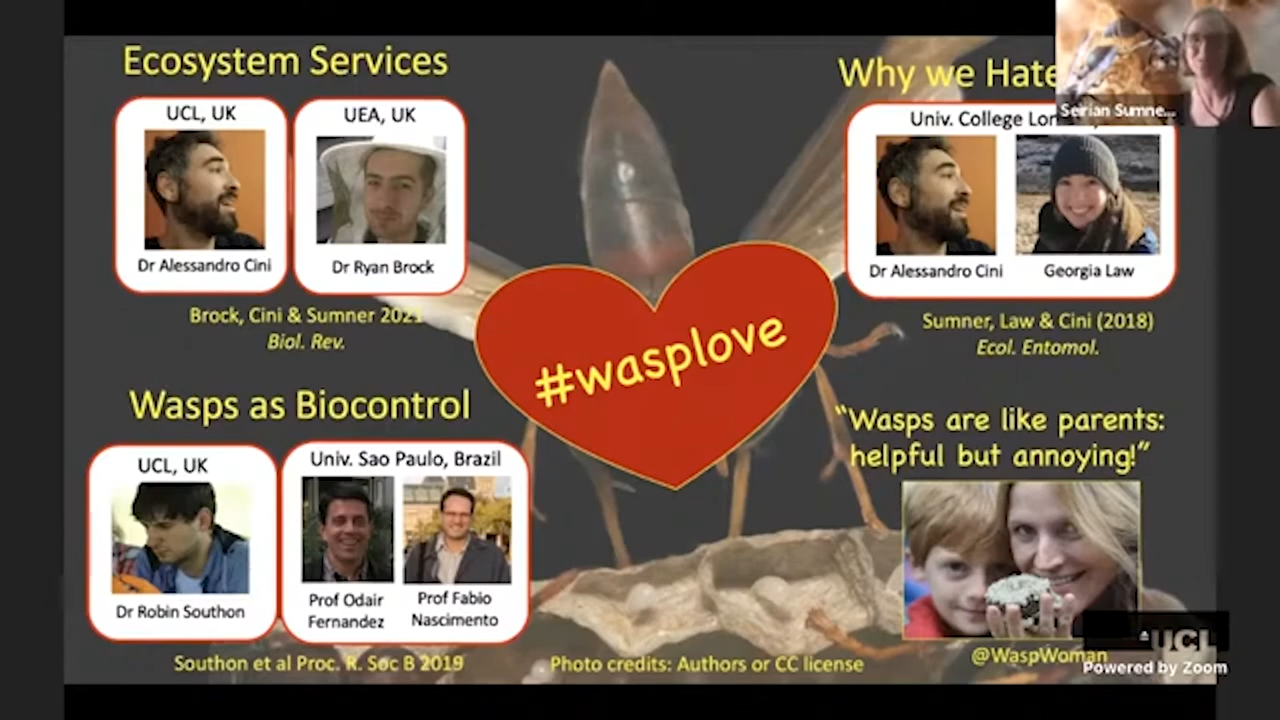 Ecosystem Services
UCL, UK
UEA, UK
Dr Alessandro Cini
Dr Ryan Brock
Brock, Cini & Sumner 2021
Biol. Rev.
Why we Hate
Seirian Sumne...
Univ. College
Dr Alessandro Cini
Georgia Law
Sumner, Law & Cini (2018)
Ecol. Entomol.
#wasplove
Wasps as Biocontrol
UCL, UK
Univ. Sao Paulo, Brazil
Dr Robin Southon
Prof Odair
Fernandez
Prof Fabio
Nascimento
Southon et al Proc. R. Soc B 2019
"Wasps are like parents:
helpful but annoying!"
Photo credits: Authors or CC license
@WaspWoman
UCL
Powered by Zoom